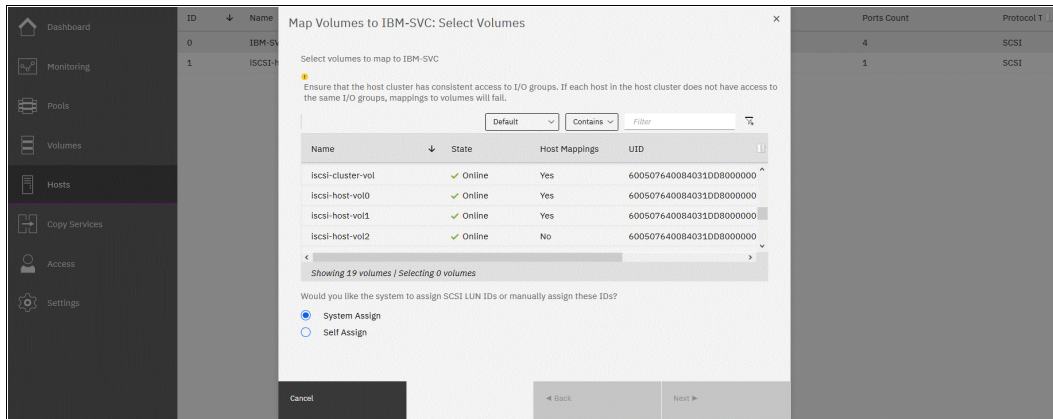 ID Name Ports Count Protocol T
0 IBM-SV 4 SCSI
1 iSCSI-h 1 SCSI
Dashboard
Monitoring
Pools
Volumes
Hosts
Copy Services
Access
Settings
Map Volumes to IBM-SVC: Select Volumes
Select volumes to map to IBM-SVC
Ensure that the host cluster has consistent access to I/O groups. If each host in the host cluster does not have access to
the same I/O groups, mappings to volumes will fail.
Default Contains Filter
Name State Host Mappings UID
iscsi-cluster-vol Online Yes 600507640084031DD8000000
iscsi-host-vol0 Online Yes 600507640084031DD8000000
iscsi-host-vol1 Online Yes 600507640084031DD8000000
iscsi-host-vol2 Online No 600507640084031DD8000000
Showing 19 volumes | Selecting 0 volumes
Would you like the system to assign SCSI LUN IDs or manually assign these IDs?
System Assign
Self Assign
Cancel Back Next